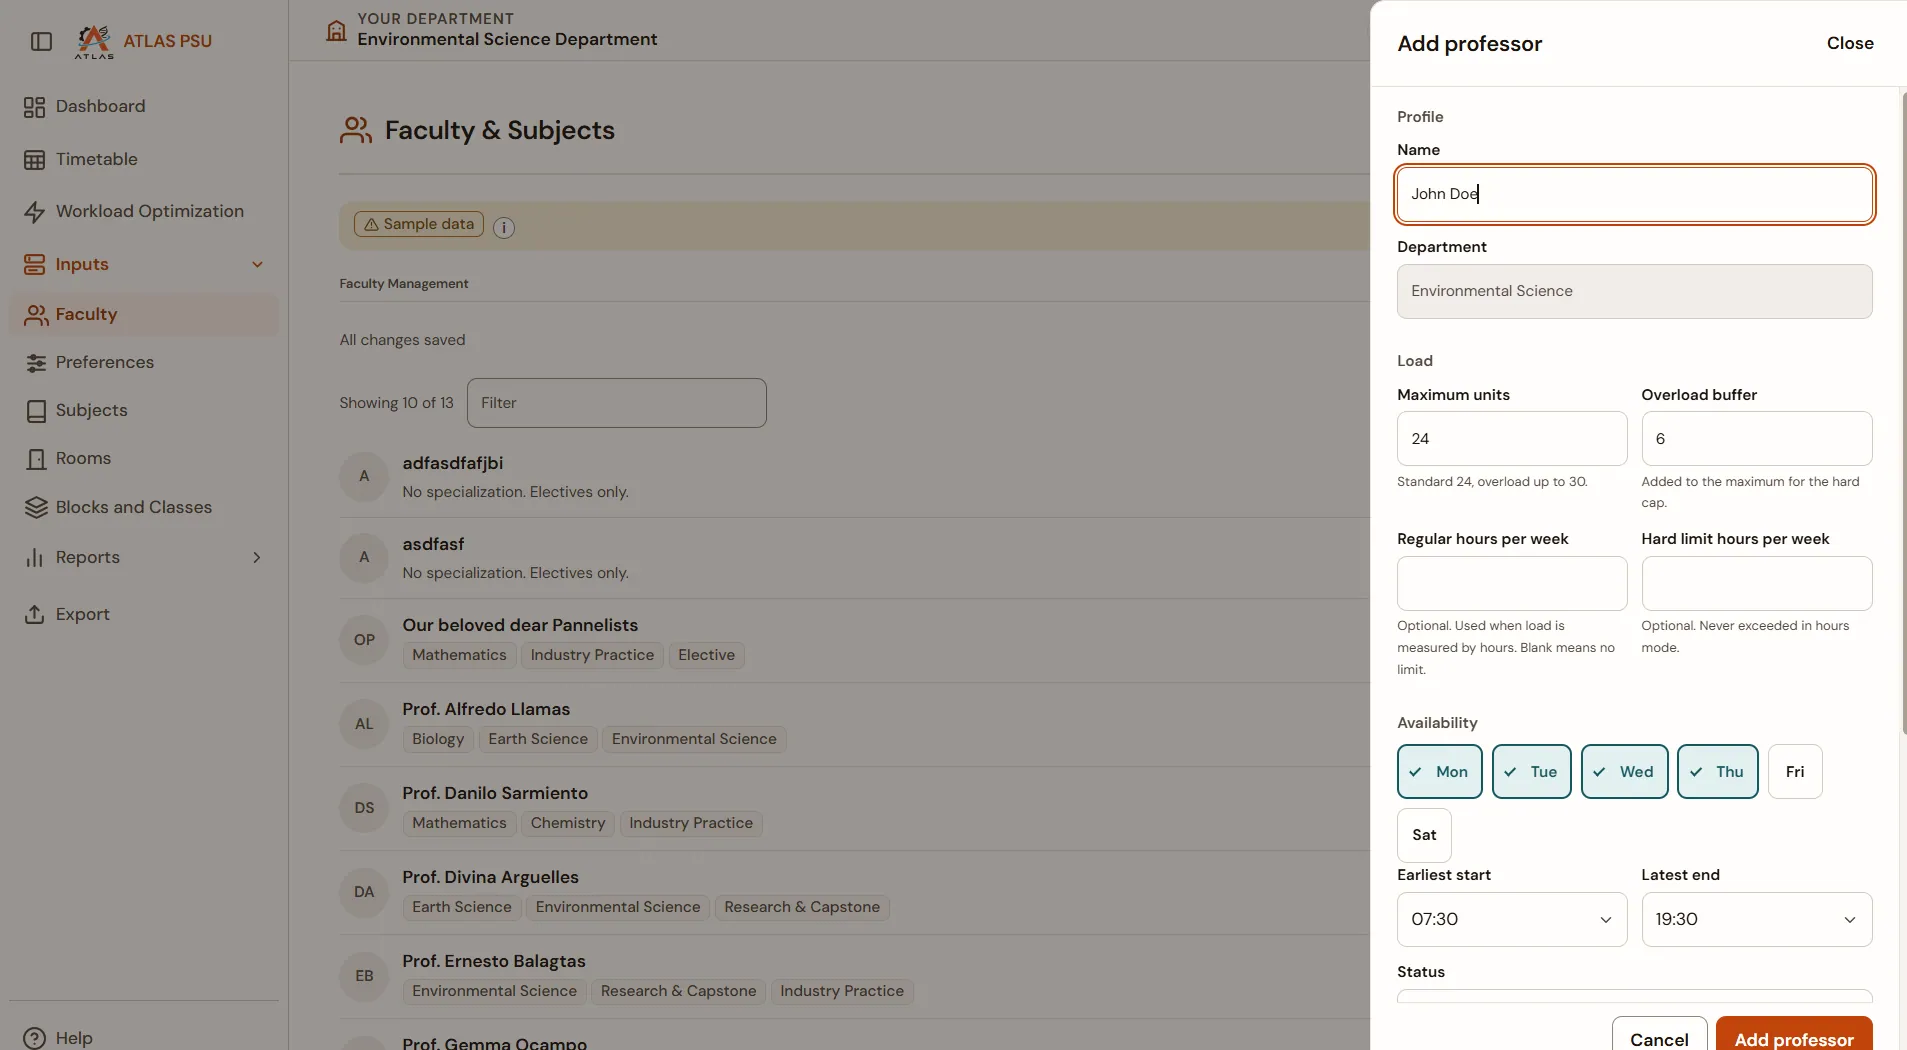 ATLAS
ATLAS PSU
Dashboard
Timetable
Workload Optimization
Inputs
Faculty
Preferences
Subjects
Rooms
Blocks and Classes
Reports
Export
Help
YOUR DEPARTMENT
Environmental Science Department
Faculty & Subjects
Sample data
i
Faculty Management
All changes saved
Showing 10 of 13
Filter
A
adfasdfafjbi
No specialization. Electives only.
A
asdfasf
No specialization. Electives only.
OP
Our beloved dear Pannelists
Mathematics Industry Practice Elective
AL
Prof. Alfredo Llamas
Biology Earth Science Environmental Science
DS
Prof. Danilo Sarmiento
Mathematics Chemistry Industry Practice
DA
Prof. Divina Arguelles
Earth Science Environmental Science Research & Capstone
EB
Prof. Ernesto Balagtas
Environmental Science Research & Capstone Industry Practice
Prof. Gemma Ocampo
Add professor Close
Profile
Name
John Doe
Department
Environmental Science
Load
Maximum units Overload buffer
24 6
Standard 24, overload up to 30. Added to the maximum for the hard
cap.
Regular hours per week Hard limit hours per week
Optional. Used when load is Optional. Never exceeded in hours
measured by hours. Blank means no mode.
limit.
Availability
Mon Tue Wed Thu Fri
Sat
Earliest start Latest end
07:30 19:30
Status
Cancel Add professor